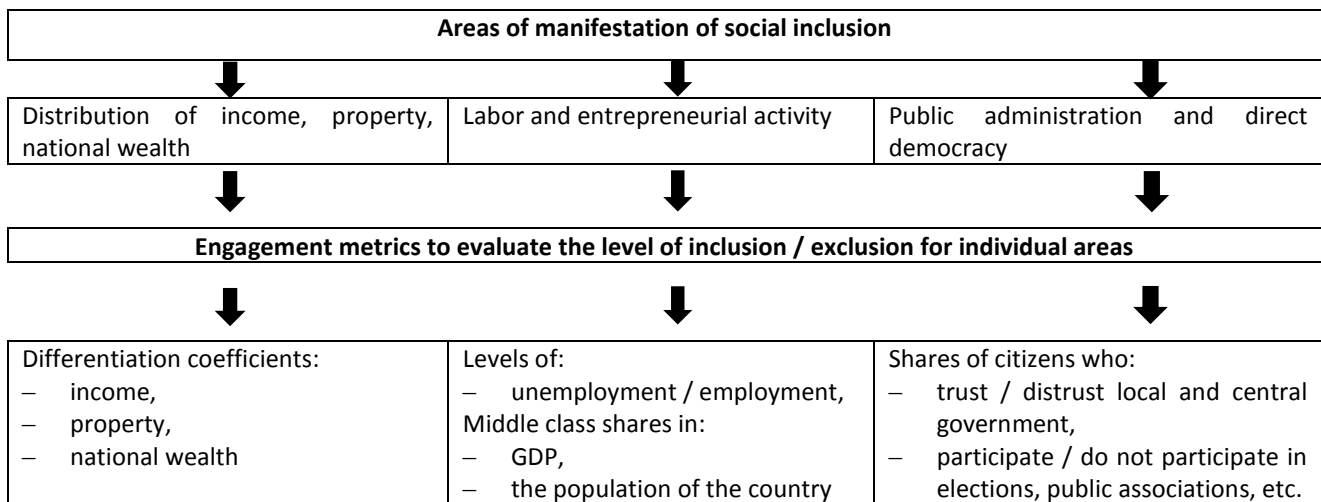 Areas of manifestation of social inclusion
Distribution of income, property,
national wealth
Labor and entrepreneurial activity
Public administration and direct
democracy
Engagement metrics to evaluate the level of inclusion / exclusion for individual areas
Differentiation coefficients:
– income,
– property,
– national wealth
Levels of:
– unemployment / employment,
Middle class shares in:
– GDP,
– the population of the country
Shares of citizens who:
– trust / distrust local and central
government,
– participate / do not participate in
elections, public associations, etc.